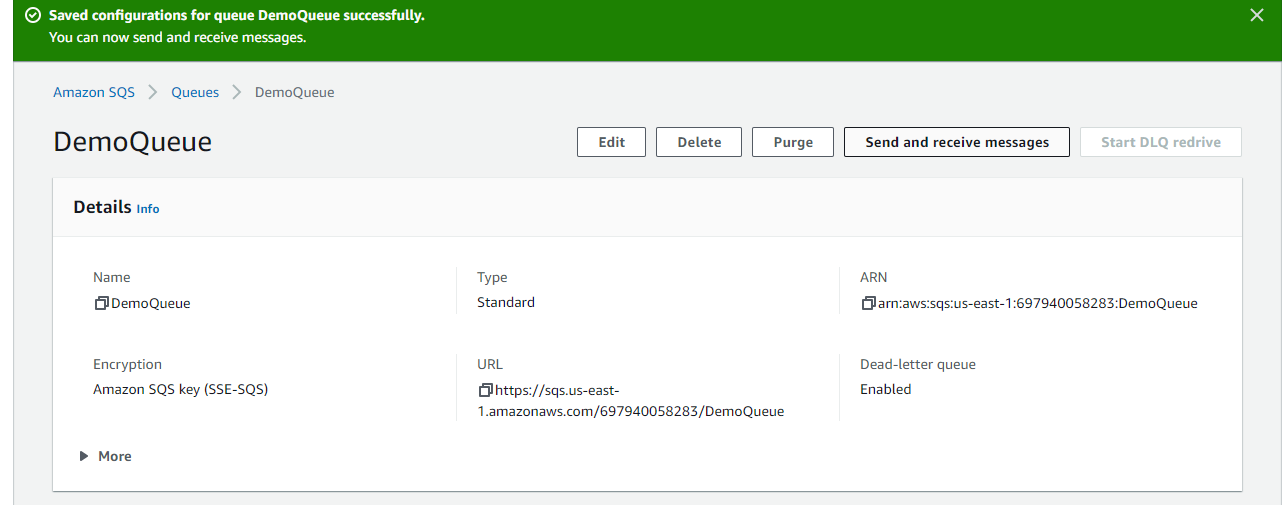 Saved configurations for queue DemoQueue successfully.
You can now send and receive messages.
Amazon SQS > Queues > DemoQueue
DemoQueue
Edit
Delete
Purge
Send and receive messages
Start DLQ redrive
Details Info
Name
DemoQueue
Type
Standard
ARN
arn:aws:sqs:us-east-1:697940058283:DemoQueue
Encryption
Amazon SQS key (SSE-SQS)
URL
https://sqs.us-east-
1.amazonaws.com/697940058283/DemoQueue
Dead-letter queue
Enabled
More